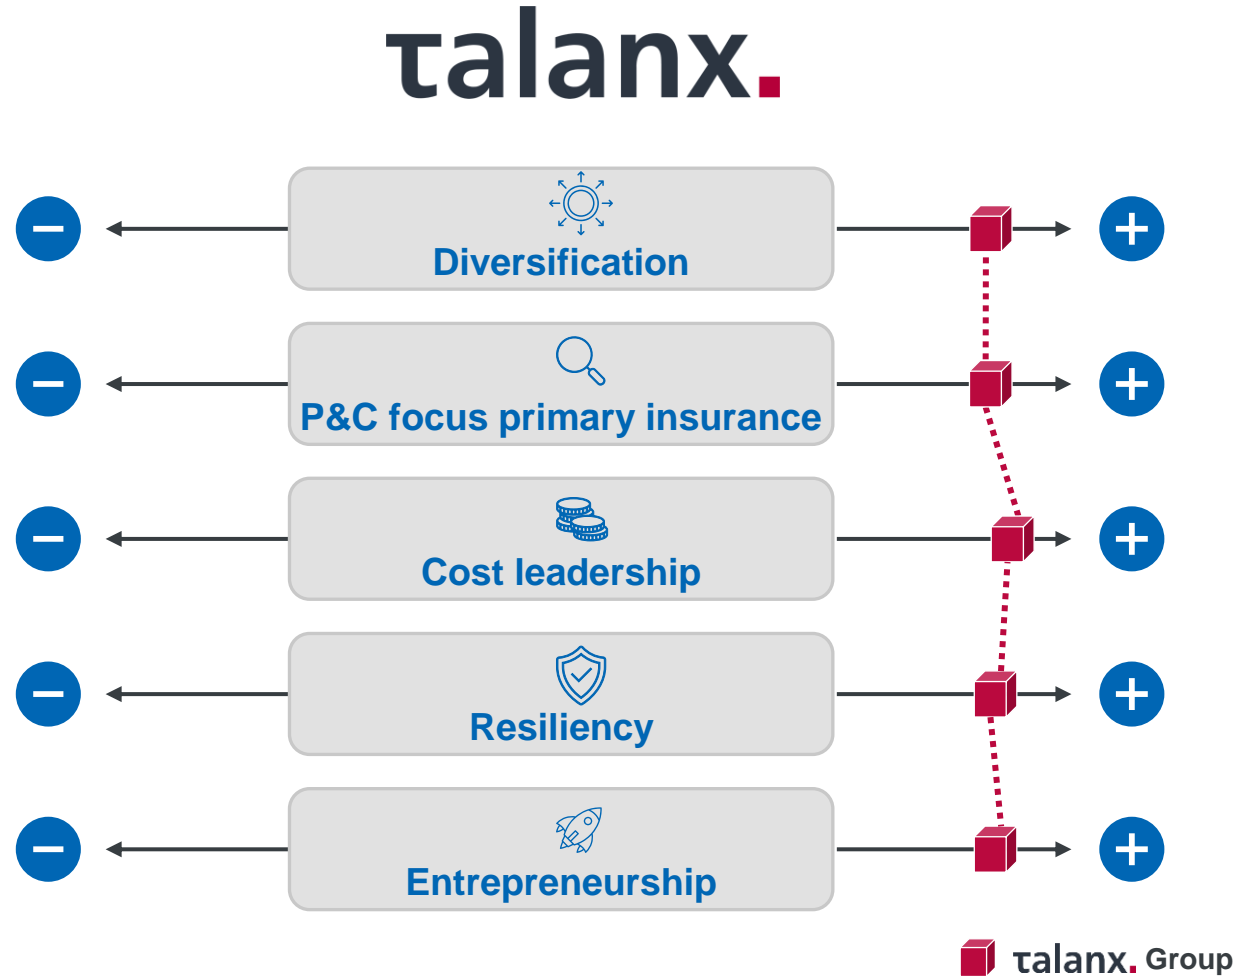 talanx.
Diversification
P&C focus primary insurance
Cost leadership
Resiliency
Entrepreneurship
talanx. Group